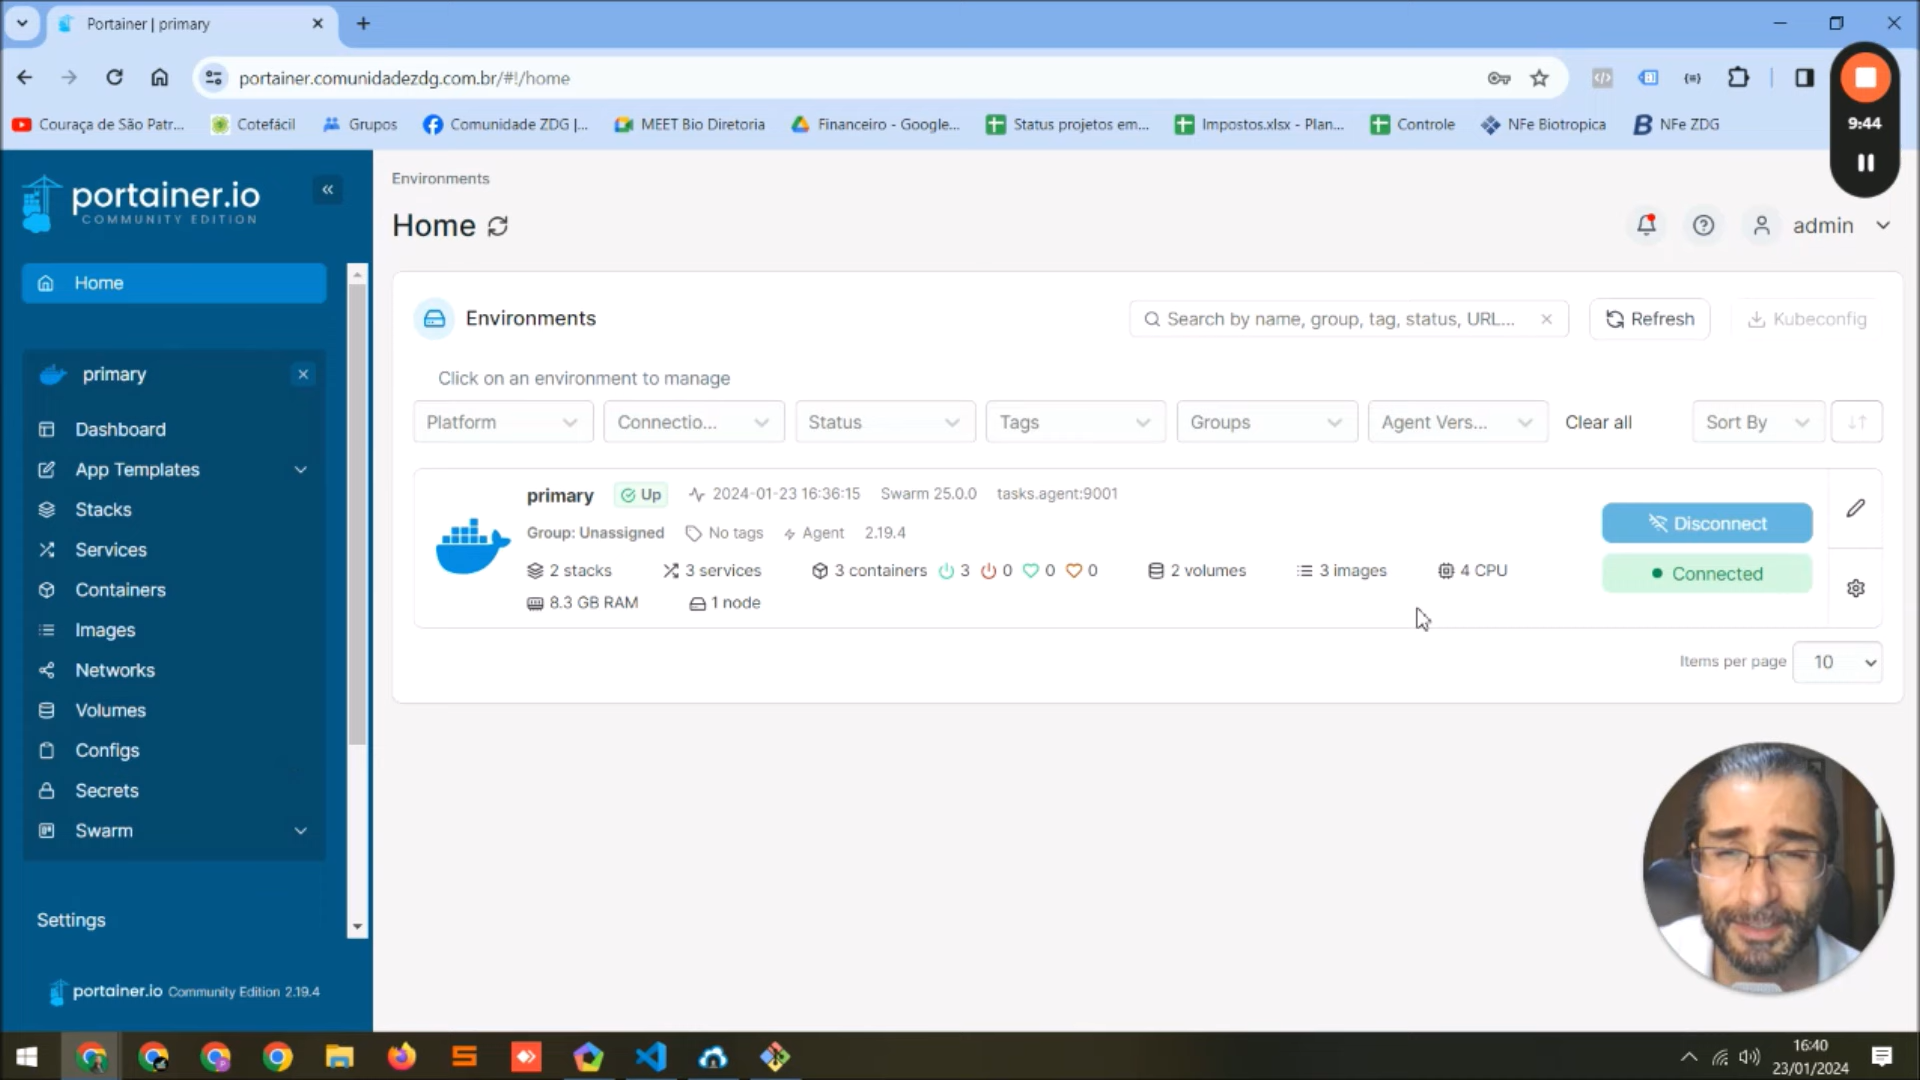 Portainer | primary
portainer.comunidadezdg.com.br/#!/home
Couraça de São Patr... Cotefácil Grupos Comunidade ZDG |... MEET Bio Diretoria Financeiro - Google... Status projetos em... Impostos.xlsx - Plan... Controle NFe Biotropica NFe ZDG
9:44
portainer.io
COMMUNITY EDITION
Home
primary
Dashboard
App Templates
Stacks
Services
Containers
Images
Networks
Volumes
Configs
Secrets
Swarm
Settings
portainer.io Community Edition 2.19.4
Environments
Home
admin
Environments
Search by name, group, tag, status, URL...
Refresh
Kubeconfig
Click on an environment to manage
Platform Connectio... Status Tags Groups Agent Vers... Clear all Sort By
primary Up 2024-01-23 16:36:15 Swarm 25.0.0 tasks.agent:9001
Group: Unassigned No tags Agent 2.19.4
2 stacks 3 services 3 containers 3 0 0 0 2 volumes 3 images 4 CPU
8.3 GB RAM 1 node
Disconnect
Connected
Items per page 10
16:40
23/01/2024